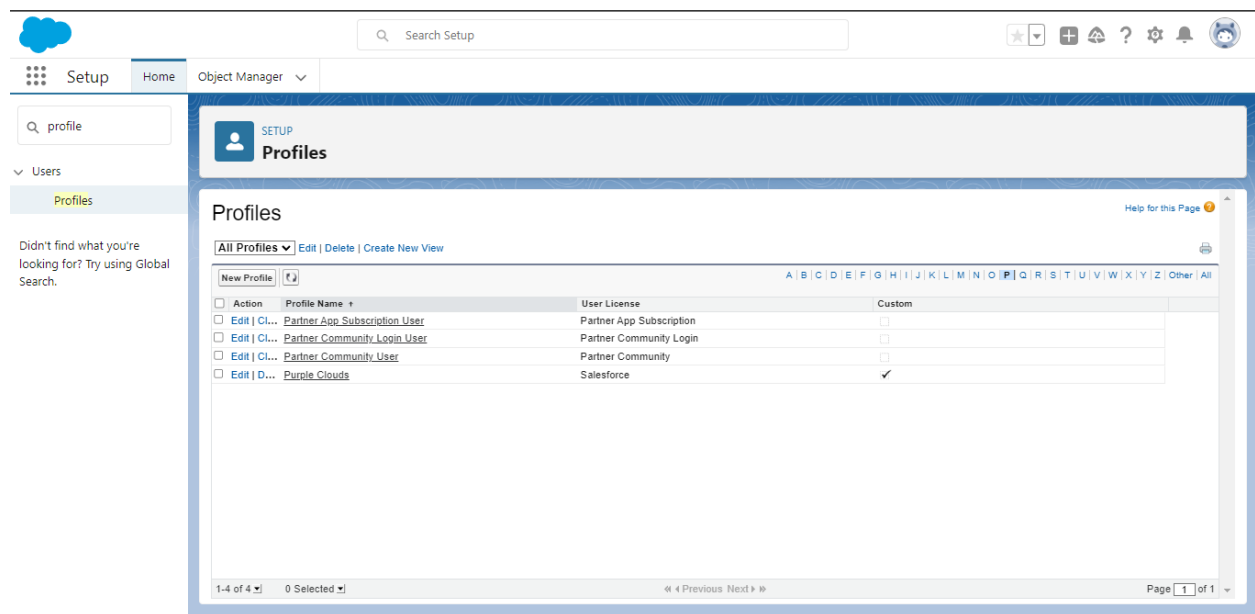 Search Setup
Setup Home Object Manager
profile
Users
Profiles
Didn't find what you're
looking for? Try using Global
Search.
SETUP
Profiles
Profiles
Help for this Page
All Profiles Edit | Delete | Create New View
New Profile A | B | C | D | E | F | G | H | I | J | K | L | M | N | O | P | Q | R | S | T | U | V | W | X | Y | Z | Other | All
Action Profile Name User License Custom
Edit | Cl... Partner App Subscription User Partner App Subscription
Edit | Cl... Partner Community Login User Partner Community Login
Edit | Cl... Partner Community User Partner Community
Edit | D... Purple Clouds Salesforce
1-4 of 4 0 Selected Previous Next Page 1 of 1